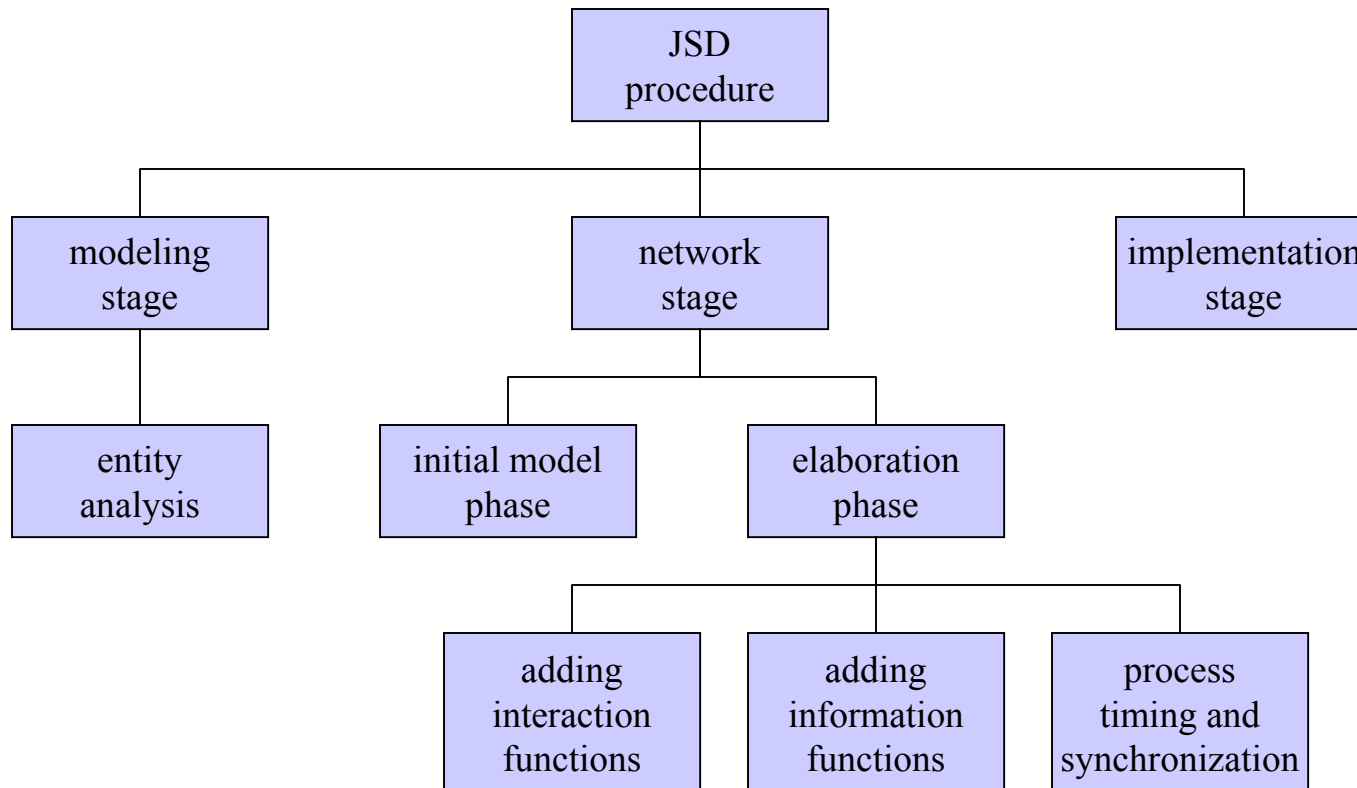 JSD
procedure
modeling
stage
network
stage
implementation
stage
entity
analysis
initial model
phase
elaboration
phase
adding
interaction
functions
adding
information
functions
process
timing and
synchronization